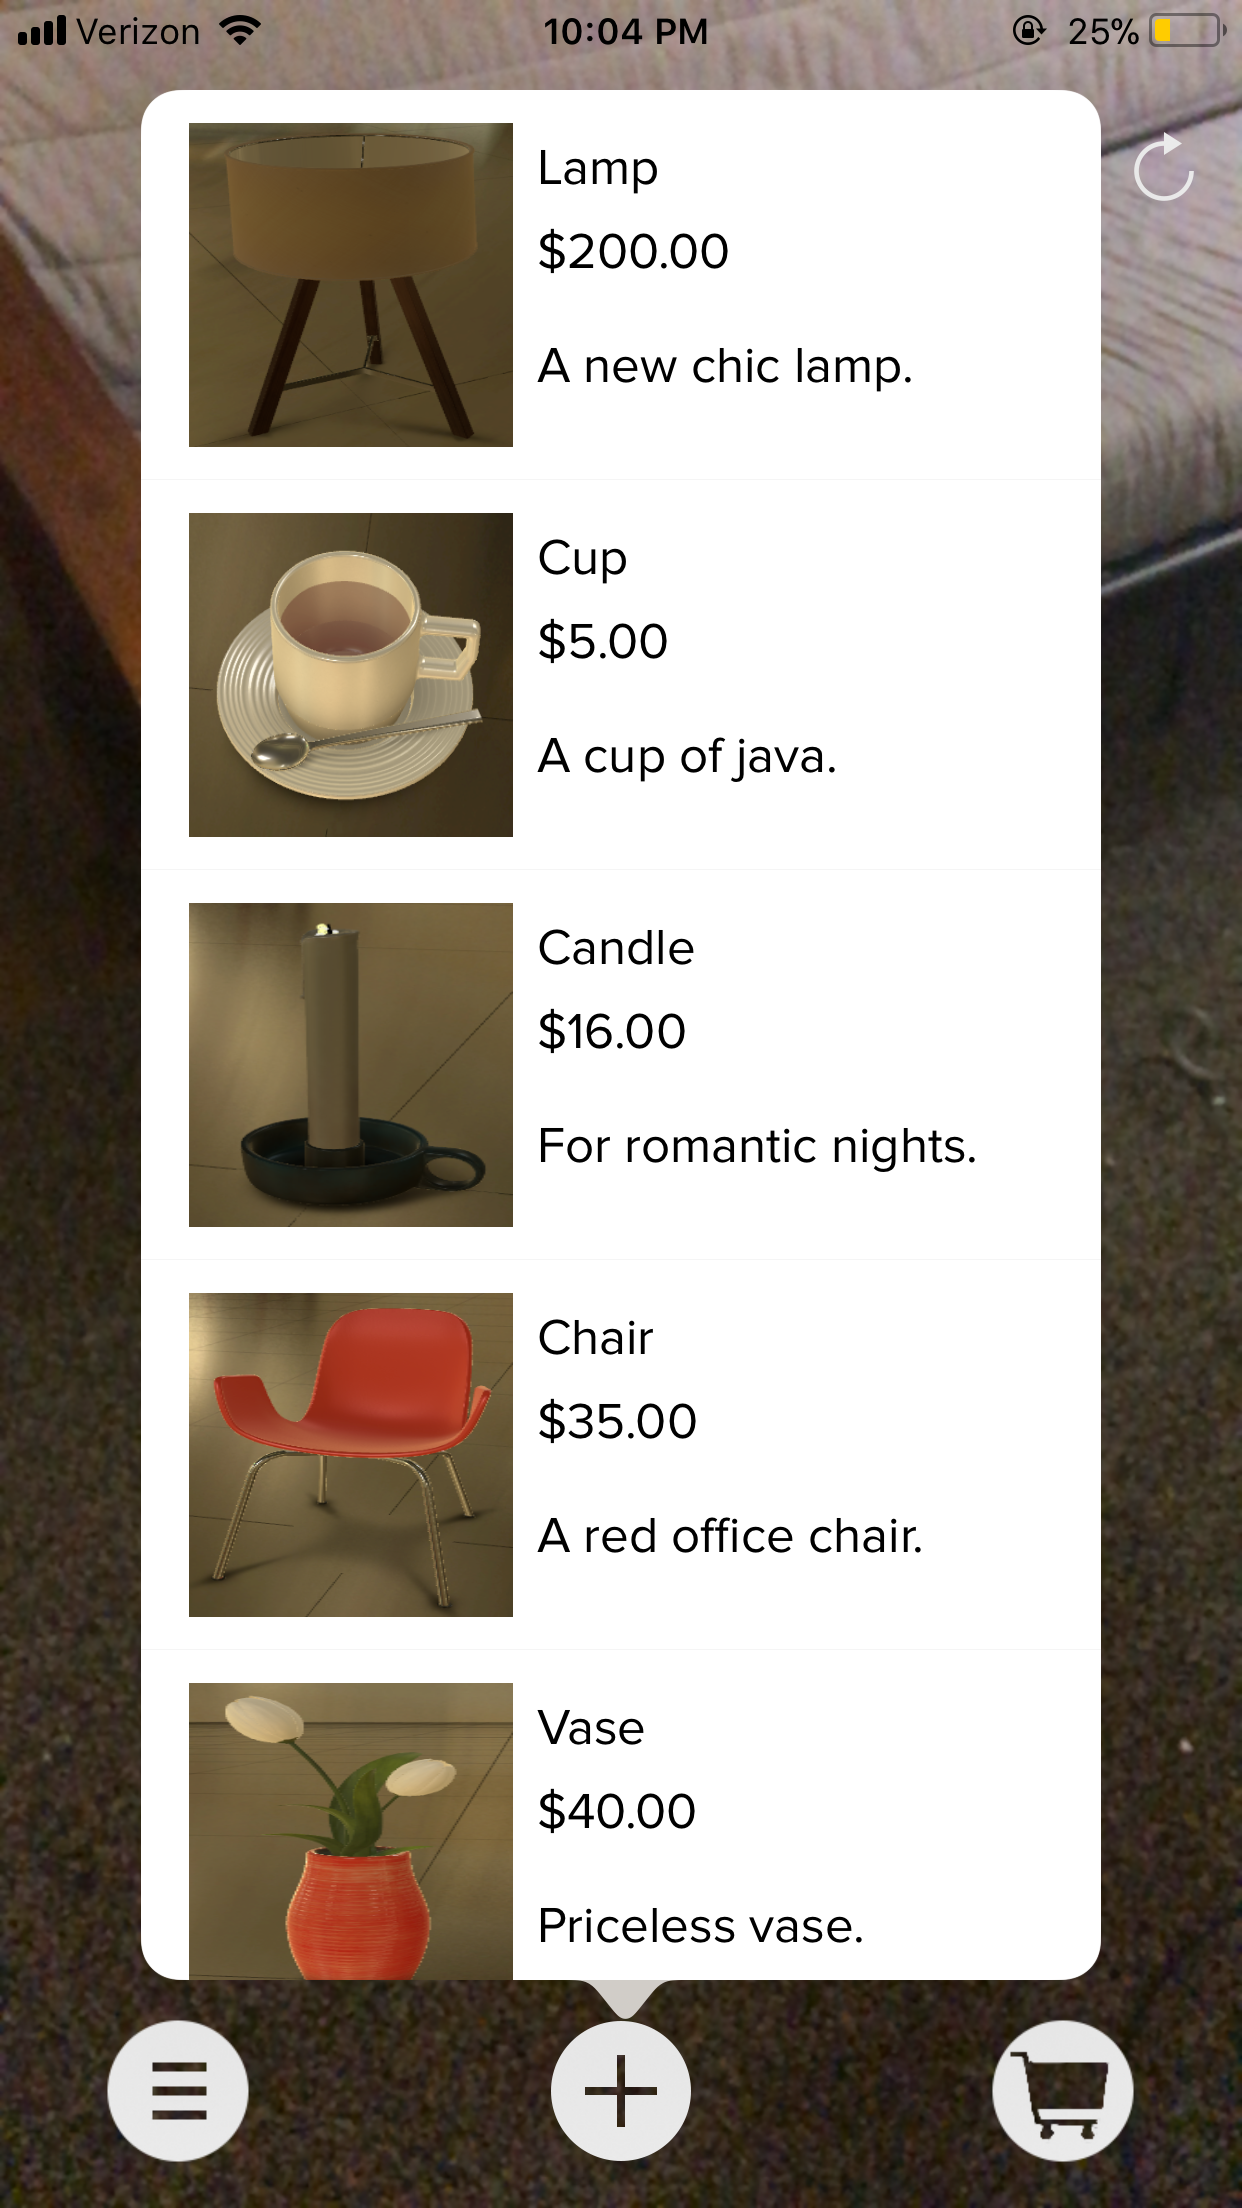 Verizon 10:04 PM 25%
Lamp
$200.00
A new chic lamp.
Cup
$5.00
A cup of java.
Candle
$16.00
For romantic nights.
Chair
$35.00
A red office chair.
Vase
$40.00
Priceless vase.